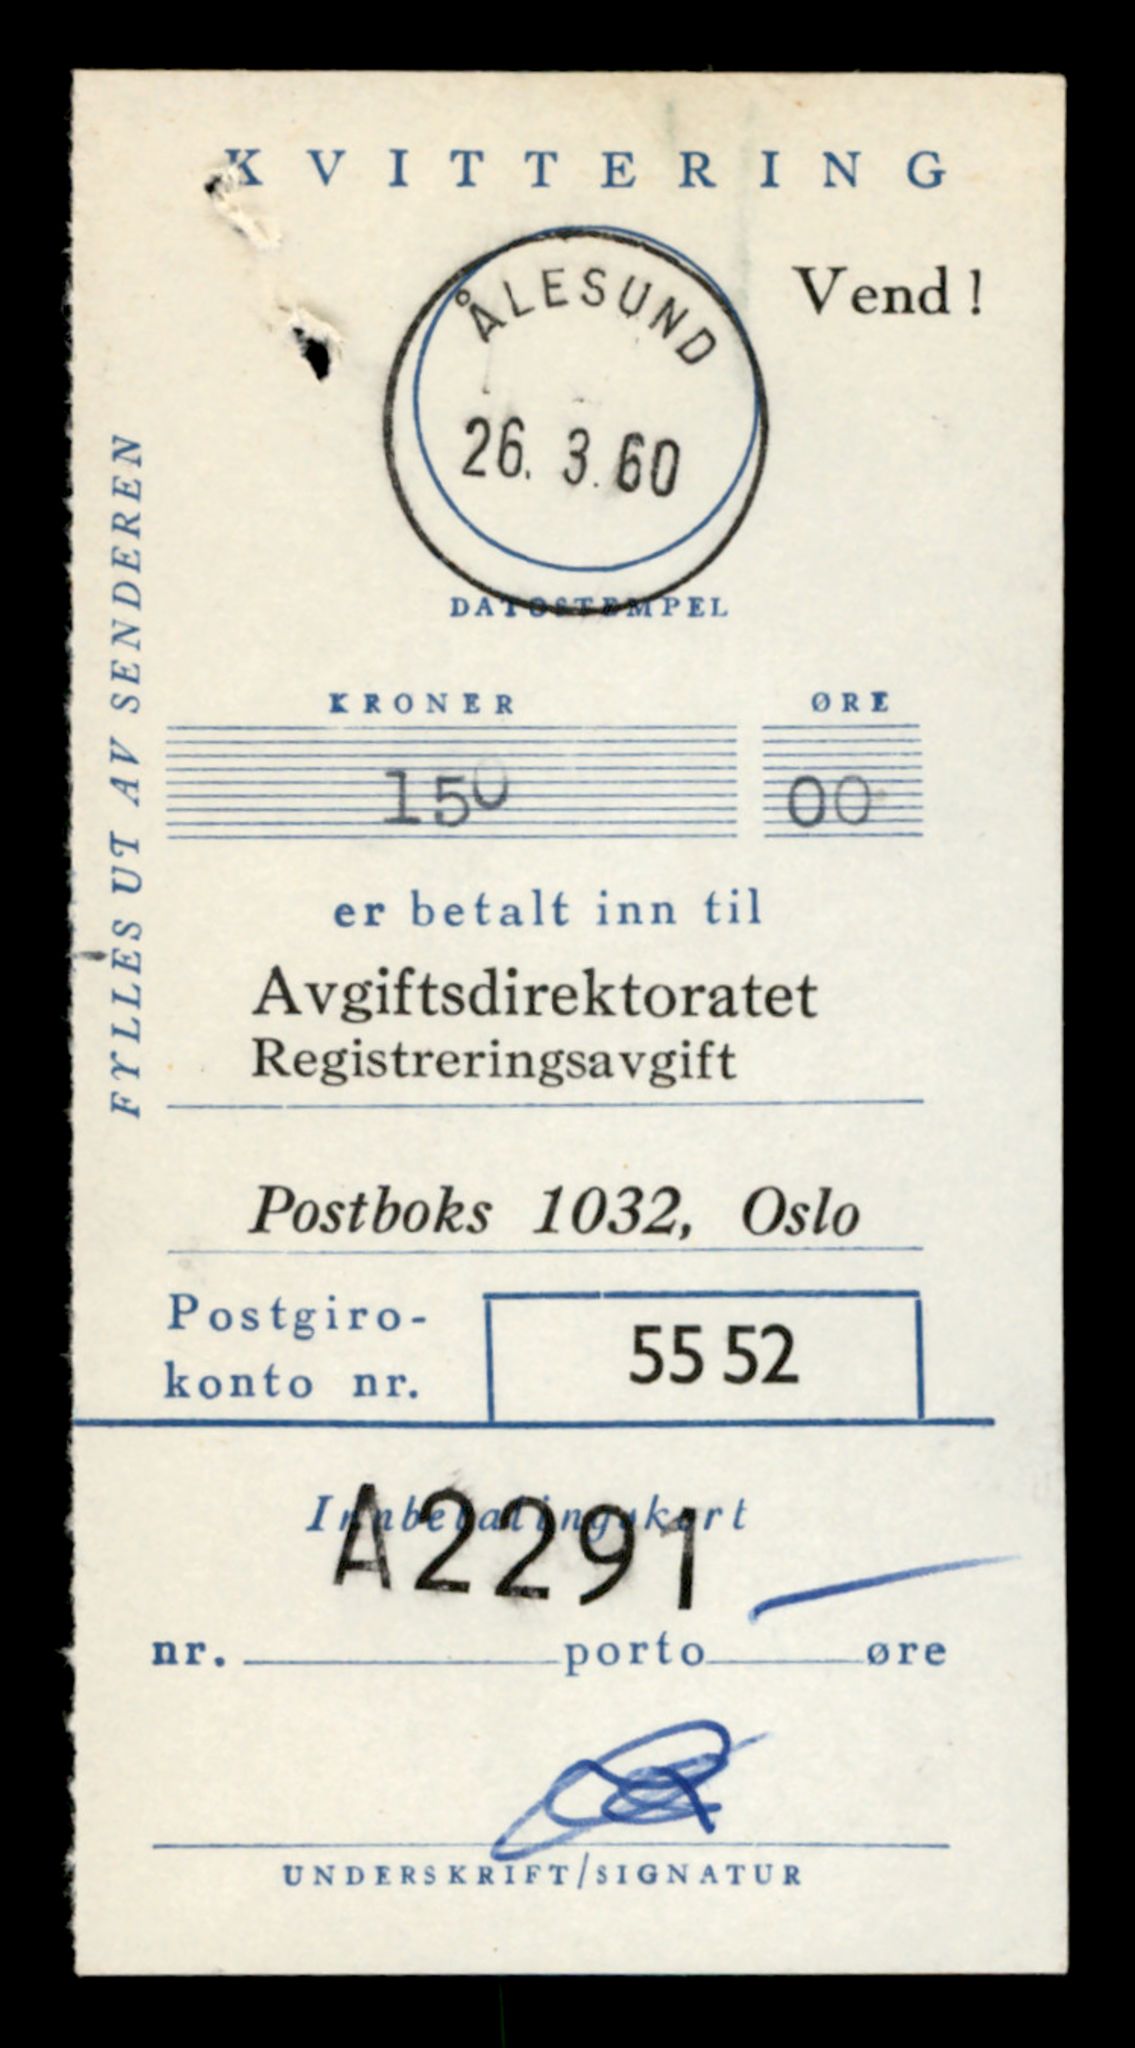 KVITTERING
Vend!
ÅLESUND
26. 3. 60
DATOSTEMPEL
FYLLES UT AV SENDEREN
KRONER ØRE
150 00
er betalt inn til
Avgiftsdirektoratet
Registreringsavgift
Postboks 1032, Oslo
Postgiro-
konto nr.
55 52
Innbetalingskort
A2291
nr. porto øre
UNDERSKRIFT/SIGNATUR